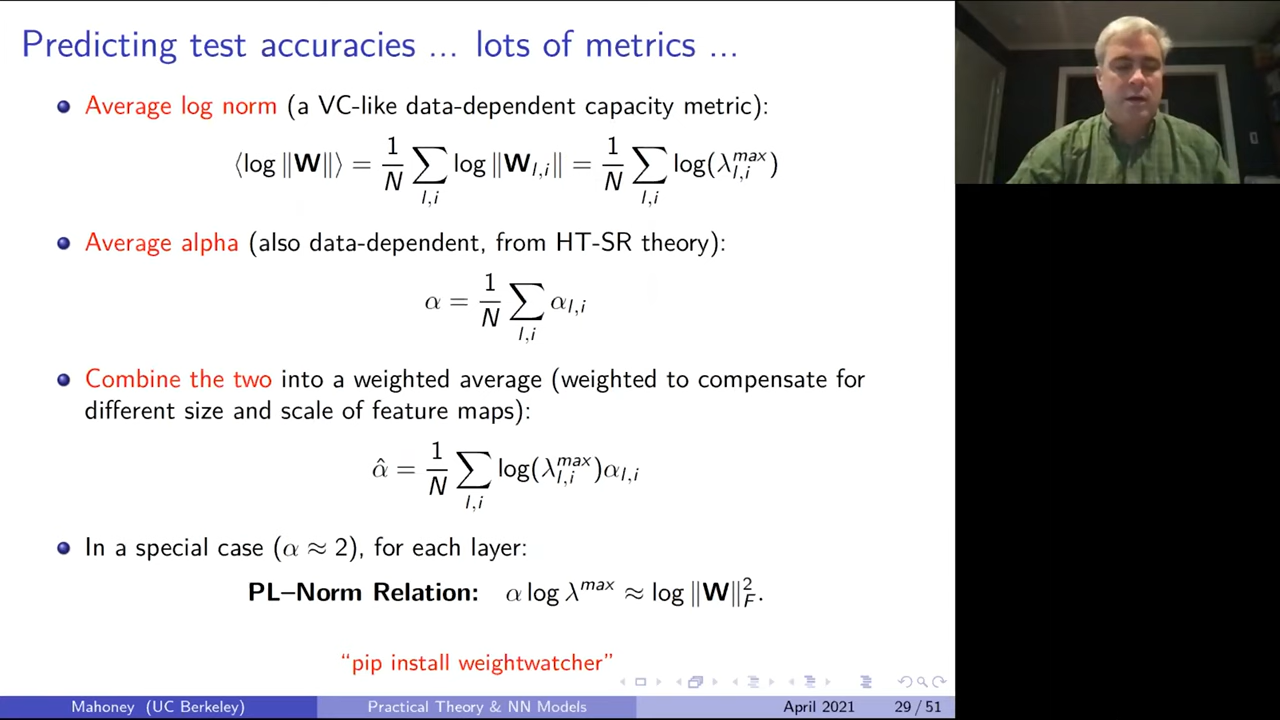 Predicting test accuracies ... lots of metrics ...
Average log norm (a VC-like data-dependent capacity metric):
⟨log ‖W‖⟩ = 1/N ∑_{l,i} log ‖W_{l,i}‖ = 1/N ∑_{l,i} log(λ_{l,i}^{max})
Average alpha (also data-dependent, from HT-SR theory):
α = 1/N ∑_{l,i} α_{l,i}
Combine the two into a weighted average (weighted to compensate for
different size and scale of feature maps):
α̂ = 1/N ∑_{l,i} log(λ_{l,i}^{max})α_{l,i}
In a special case (α ≈ 2), for each layer:
PL–Norm Relation: α log λ^{max} ≈ log ‖W‖_F^2.
“pip install weightwatcher”
Mahoney (UC Berkeley) Practical Theory & NN Models April 2021 29 / 51